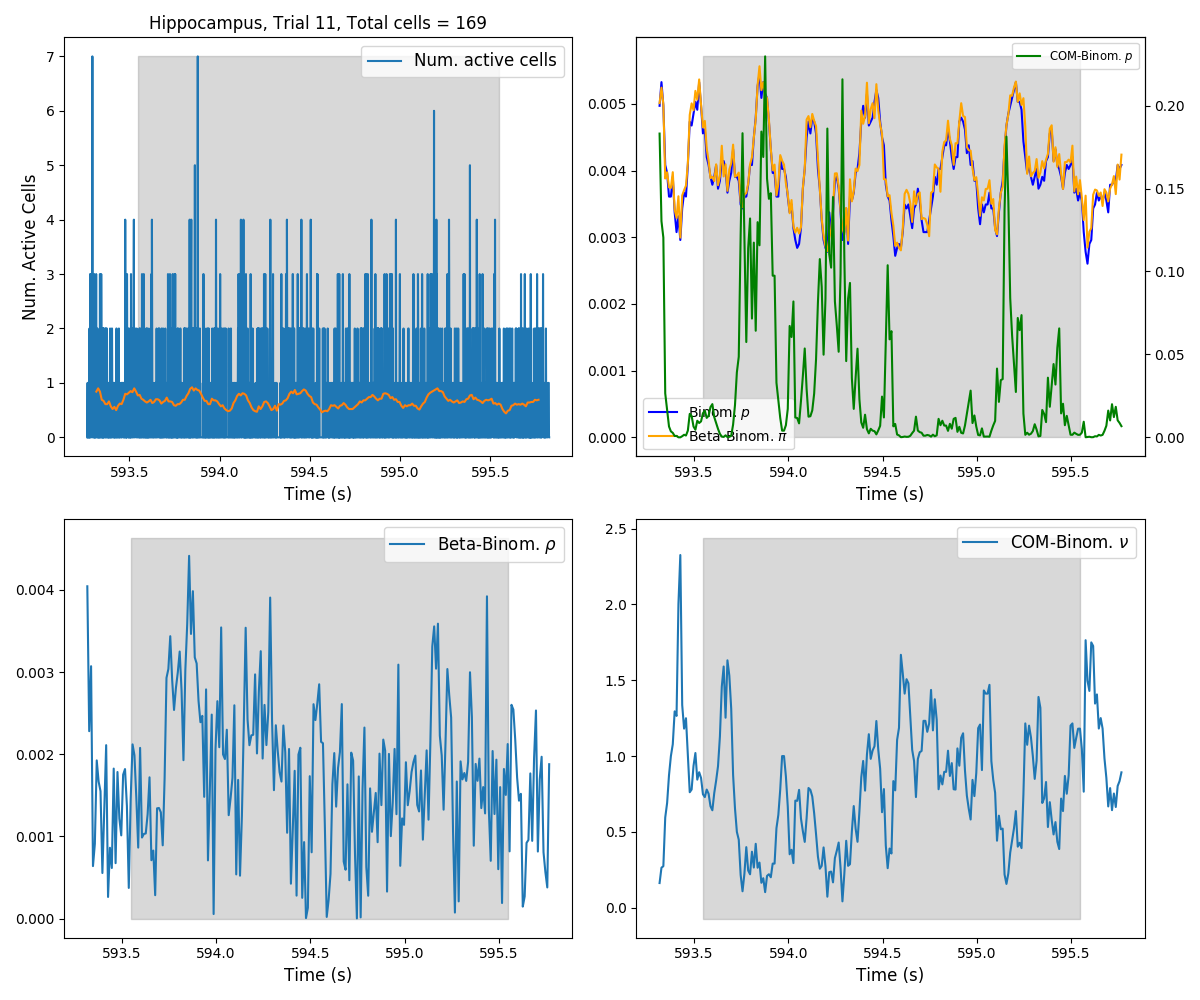 Hippocampus, Trial 11, Total cells = 169
Num. active cells
Num. Active Cells
7
6
5
4
3
2
1
0
593.5 594.0 594.5 595.0 595.5
Time (s)
COM-Binom. p
0.005
0.004
0.003
0.002
0.001
0.000
0.20
0.15
0.10
0.05
0.00
Binom. p
Beta-Binom. π
593.5 594.0 594.5 595.0 595.5
Time (s)
Beta-Binom. ρ
0.004
0.003
0.002
0.001
0.000
593.5 594.0 594.5 595.0 595.5
Time (s)
COM-Binom. ν
2.5
2.0
1.5
1.0
0.5
0.0
593.5 594.0 594.5 595.0 595.5
Time (s)